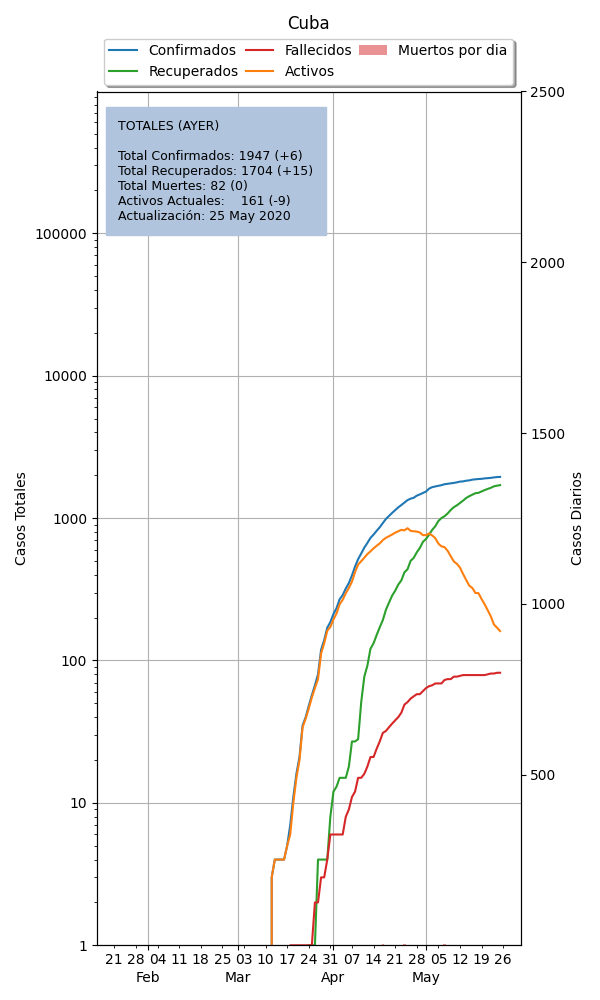 Cuba
Confirmados
Recuperados
Fallecidos
Activos
Muertos por dia
TOTALES (AYER)
Total Confirmados: 1947 (+6)
Total Recuperados: 1704 (+15)
Total Muertes: 82 (0)
Activos Actuales: 161 (-9)
Actualización: 25 May 2020
Casos Totales
100000
10000
1000
100
10
1
2500
2000
1500
1000
500
Casos Diarios
21 28 04 11 18 25 03 10 17 24 31 07 14 21 28 05 12 19 26
Feb Mar Apr May